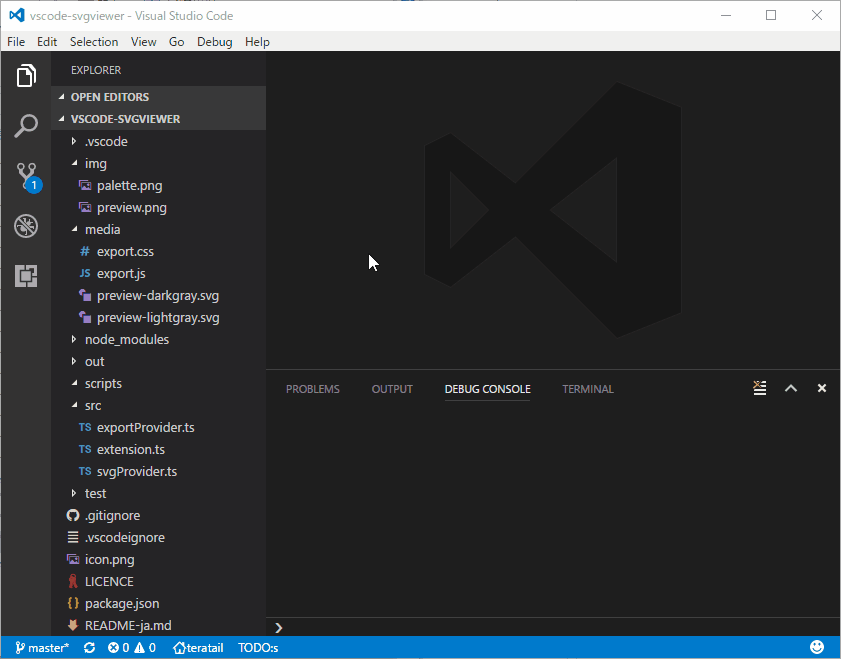 vscode-svgviewer - Visual Studio Code
File Edit Selection View Go Debug Help
EXPLORER
OPEN EDITORS
VSCODE-SVGVIEWER
.vscode
img
palette.png
preview.png
media
# export.css
JS export.js
preview-darkgray.svg
preview-lightgray.svg
node_modules
out
scripts
src
TS exportProvider.ts
TS extension.ts
TS svgProvider.ts
test
.gitignore
.vscodeignore
icon.png
LICENCE
{} package.json
README-ja.md
1
PROBLEMS OUTPUT DEBUG CONSOLE TERMINAL
❯
master* 0 0 teratail TODO:s